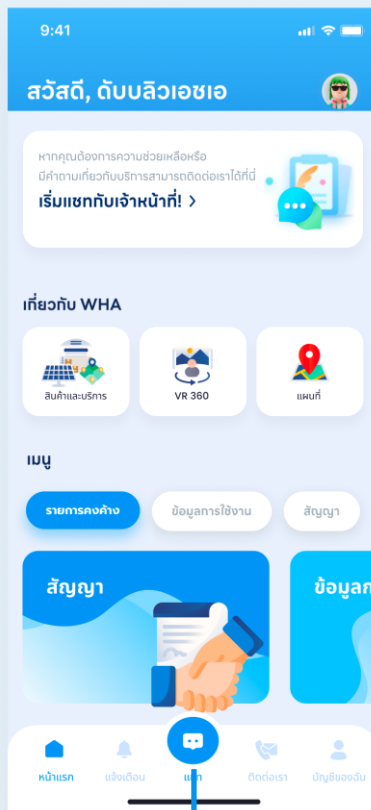 9:41
สวัสดี, ดับบลิวเอชเอ
หากคุณต้องการความช่วยเหลือหรือ
มีคำถามเกี่ยวกับบริการสามารถติดต่อเราได้ที่นี่
เริ่มแชทกับเจ้าหน้าที่! >
เกี่ยวกับ WHA
สินค้าและบริการ
VR 360
แผนที่
เมนู
รายการคงค้าง
ข้อมูลการใช้งาน
สัญญา
สัญญา
หน้าแรก
แจ้งเตือน
ติดต่อเรา
บัญชีของฉัน